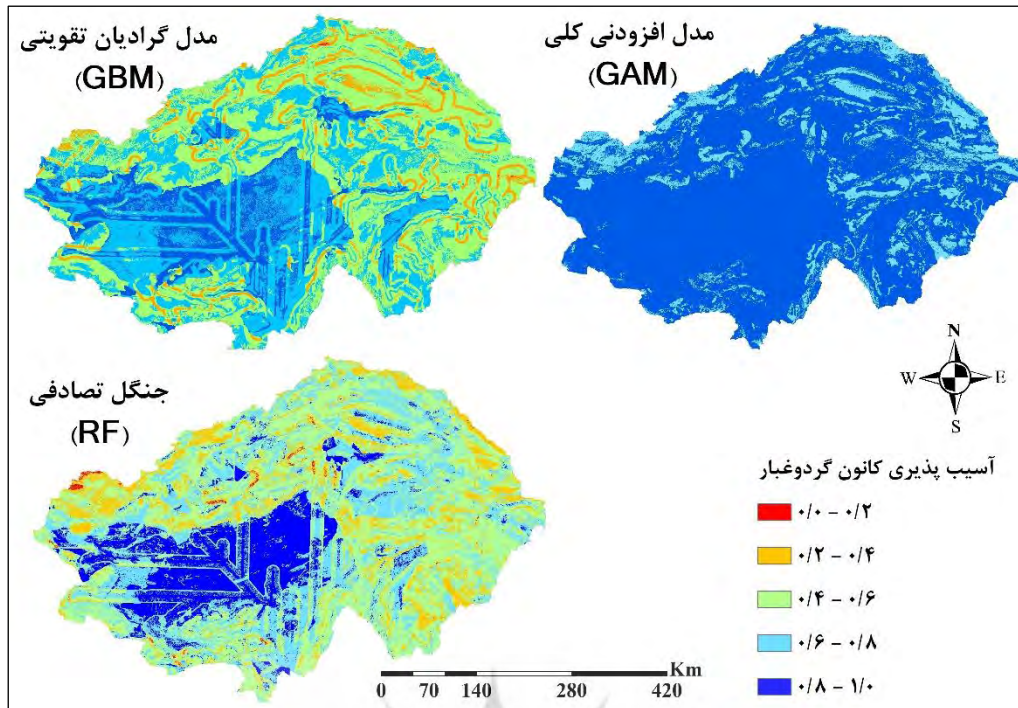 مدل گرادیان تقویتی
(GBM)
مدل افزودنی کلی
(GAM)
جنگل تصادفی
(RF)
N
W E
S
آسیب پذیری کانون گردوغبار
۰/۰ - ۰/۲
۰/۲ - ۰/۴
۰/۴ - ۰/۶
۰/۶ - ۰/۸
۰/۸ - ۱/۰
Km
0 70 140 280 420